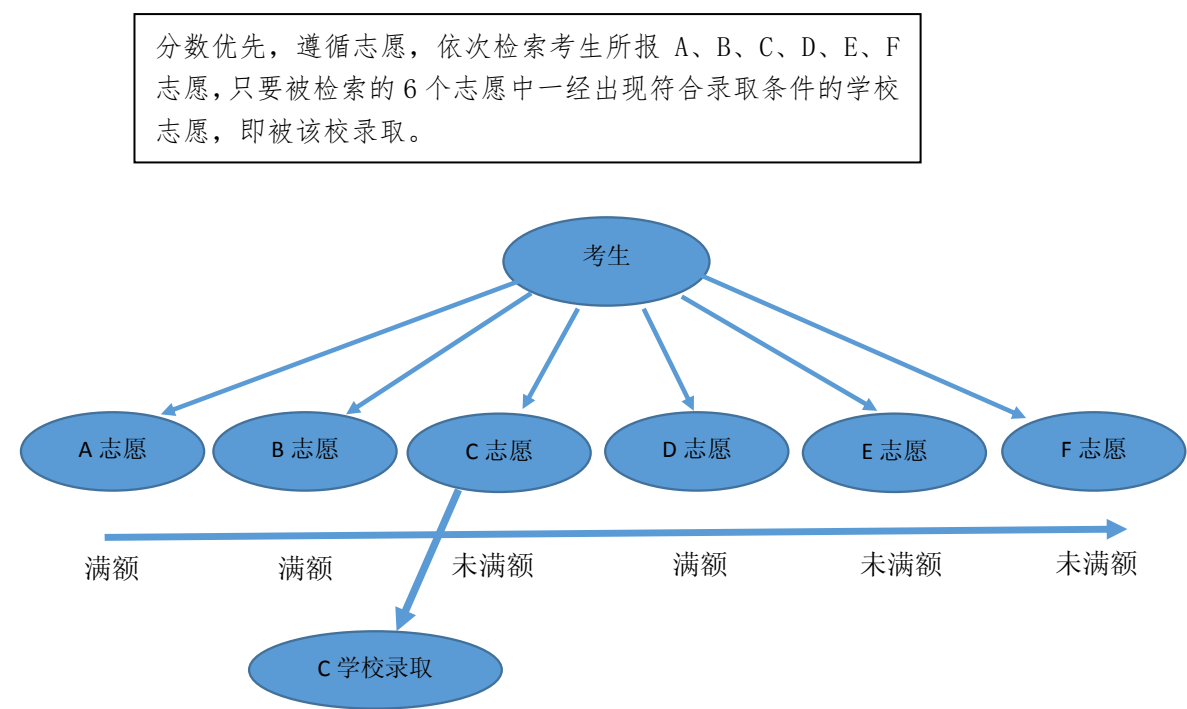 分数优先，遵循志愿，依次检索考生所报 A、B、C、D、E、F
志愿，只要被检索的 6 个志愿中一经出现符合录取条件的学校
志愿，即被该校录取。
考生
A 志愿
B 志愿
C 志愿
D 志愿
E 志愿
F 志愿
满额
满额
未满额
满额
未满额
未满额
C 学校录取